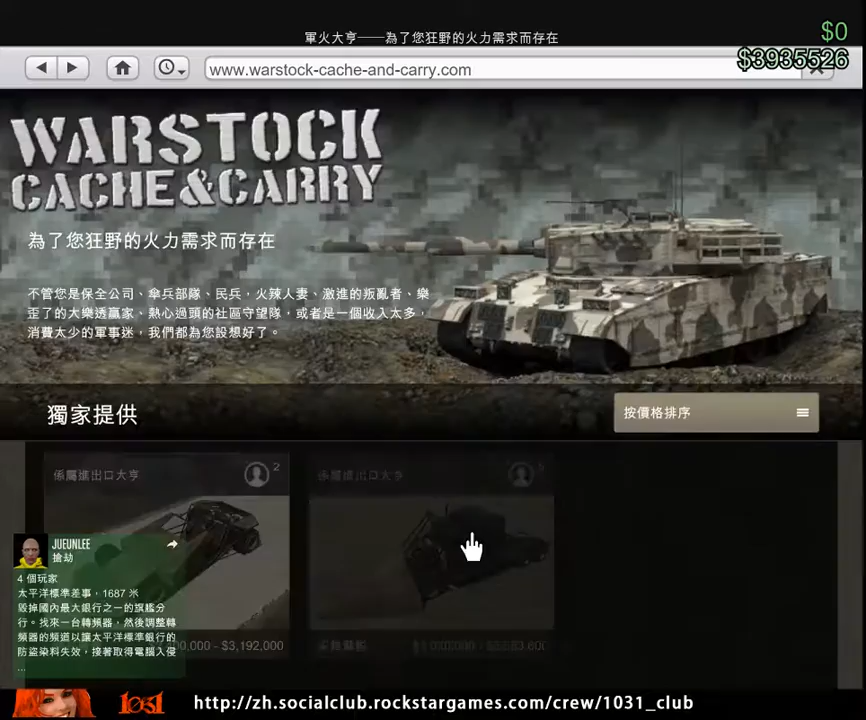 軍火大亨——為了您狂野的火力需求而存在
$0
www.warstock-cache-and-carry.com
$3935526
WARSTOCK
CACHE&CARRY
為了您狂野的火力需求而存在
不管您是保全公司、傘兵部隊、民兵，火辣人妻、激進的叛亂者、樂
歪了的大樂透贏家、熱心過頭的社區守望隊，或者是一個收入太多，
消費太少的軍事迷，我們都為您設想好了。
獨家提供
按價格排序
係屬進出口大亨 2
係屬進出口大亨
JUEUNLEE
搶劫
4 個玩家
太平洋標準差事，1687 米
毀掉國內最大銀行之一的旗艦分
行。找來一台轉頻器，然後調整轉
頻器的頻道以讓太平洋標準銀行的
防盜染料失效，接著取得電腦入侵
...
- $3,192,000
1031
http://zh.socialclub.rockstargames.com/crew/1031_club